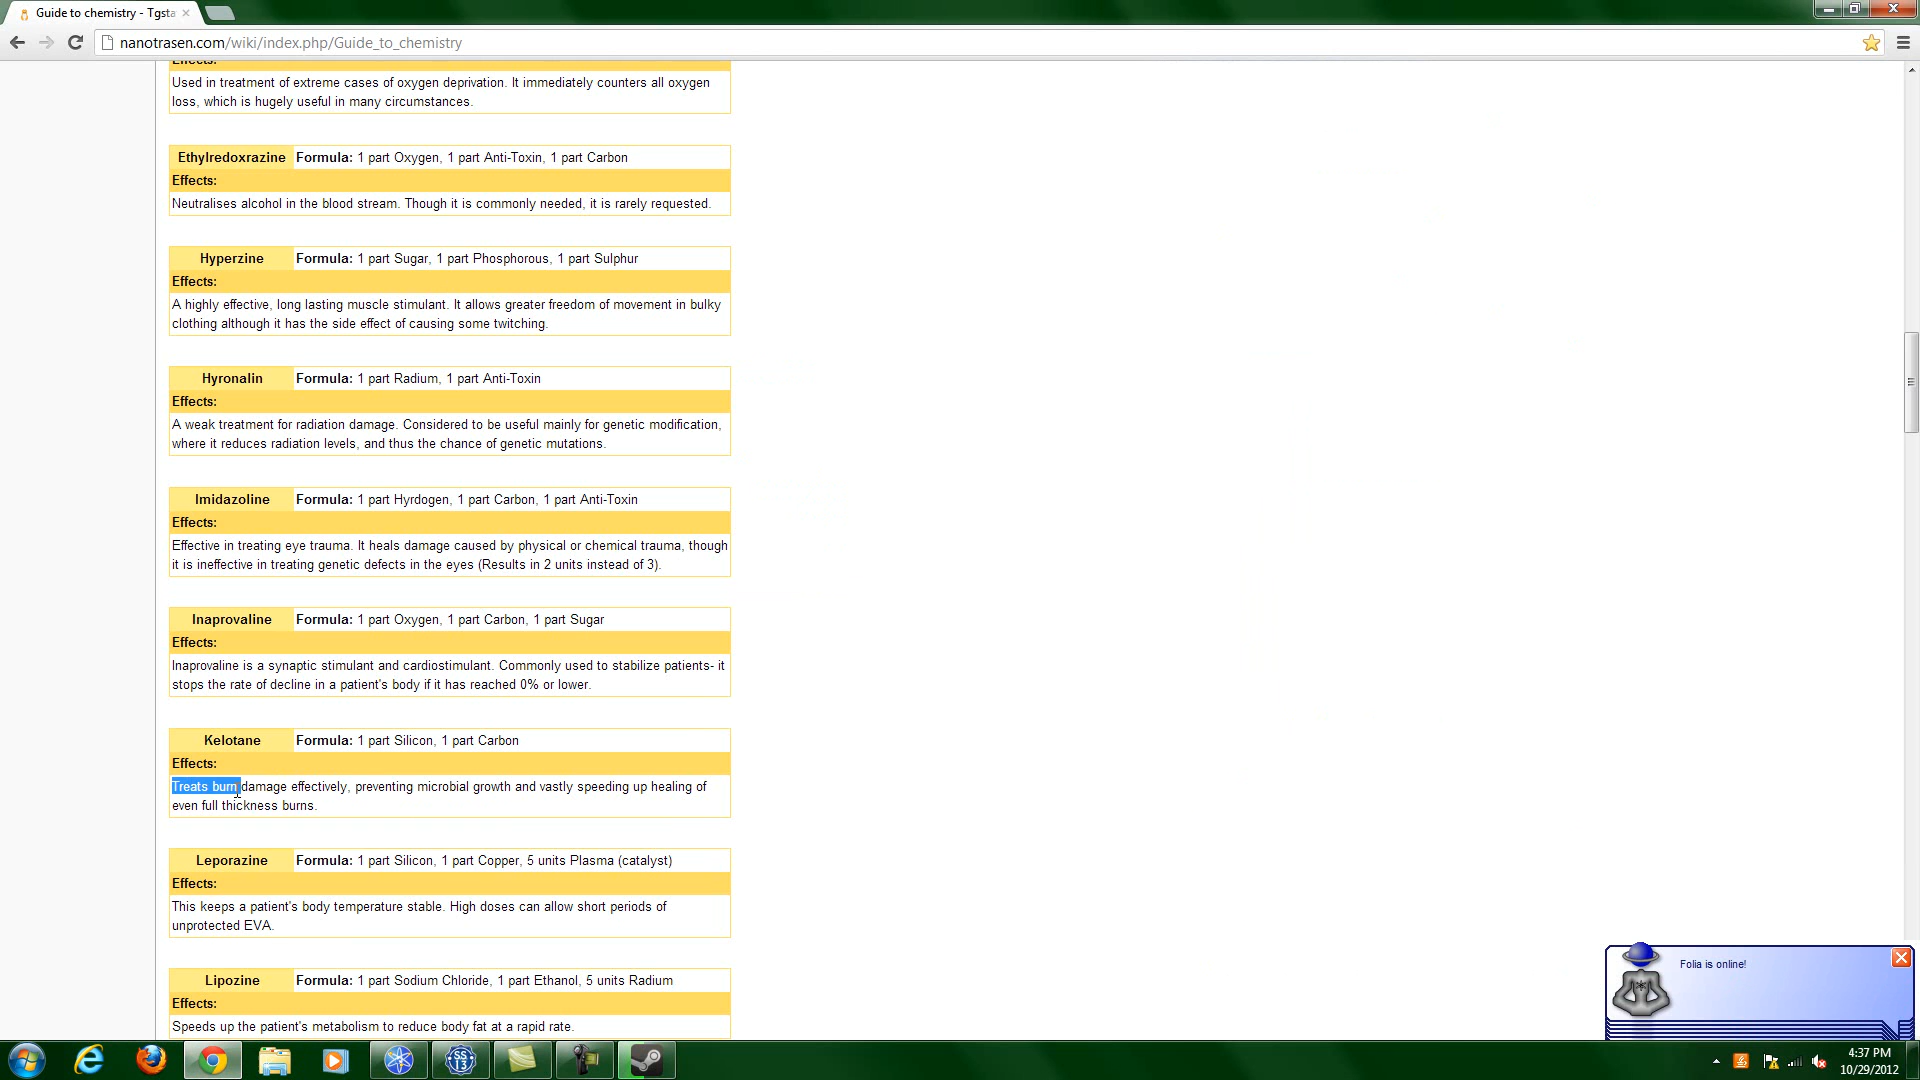 Guide to chemistry - Tgsta
nanotrasen.com/wiki/index.php/Guide_to_chemistry
Effects:
Used in treatment of extreme cases of oxygen deprivation. It immediately counters all oxygen
loss, which is hugely useful in many circumstances.
Ethylredoxrazine Formula: 1 part Oxygen, 1 part Anti-Toxin, 1 part Carbon
Effects:
Neutralises alcohol in the blood stream. Though it is commonly needed, it is rarely requested.
Hyperzine Formula: 1 part Sugar, 1 part Phosphorous, 1 part Sulphur
Effects:
A highly effective, long lasting muscle stimulant. It allows greater freedom of movement in bulky
clothing although it has the side effect of causing some twitching.
Hyronalin Formula: 1 part Radium, 1 part Anti-Toxin
Effects:
A weak treatment for radiation damage. Considered to be useful mainly for genetic modification,
where it reduces radiation levels, and thus the chance of genetic mutations.
Imidazoline Formula: 1 part Hyrdogen, 1 part Carbon, 1 part Anti-Toxin
Effects:
Effective in treating eye trauma. It heals damage caused by physical or chemical trauma, though
it is ineffective in treating genetic defects in the eyes (Results in 2 units instead of 3).
Inaprovaline Formula: 1 part Oxygen, 1 part Carbon, 1 part Sugar
Effects:
Inaprovaline is a synaptic stimulant and cardiostimulant. Commonly used to stabilize patients- it
stops the rate of decline in a patient's body if it has reached 0% or lower.
Kelotane Formula: 1 part Silicon, 1 part Carbon
Effects:
Treats burn damage effectively, preventing microbial growth and vastly speeding up healing of
even full thickness burns.
Leporazine Formula: 1 part Silicon, 1 part Copper, 5 units Plasma (catalyst)
Effects:
This keeps a patient's body temperature stable. High doses can allow short periods of
unprotected EVA.
Lipozine Formula: 1 part Sodium Chloride, 1 part Ethanol, 5 units Radium
Effects:
Speeds up the patient's metabolism to reduce body fat at a rapid rate.
Folia is online!
SS
13
4:37 PM
10/29/2012